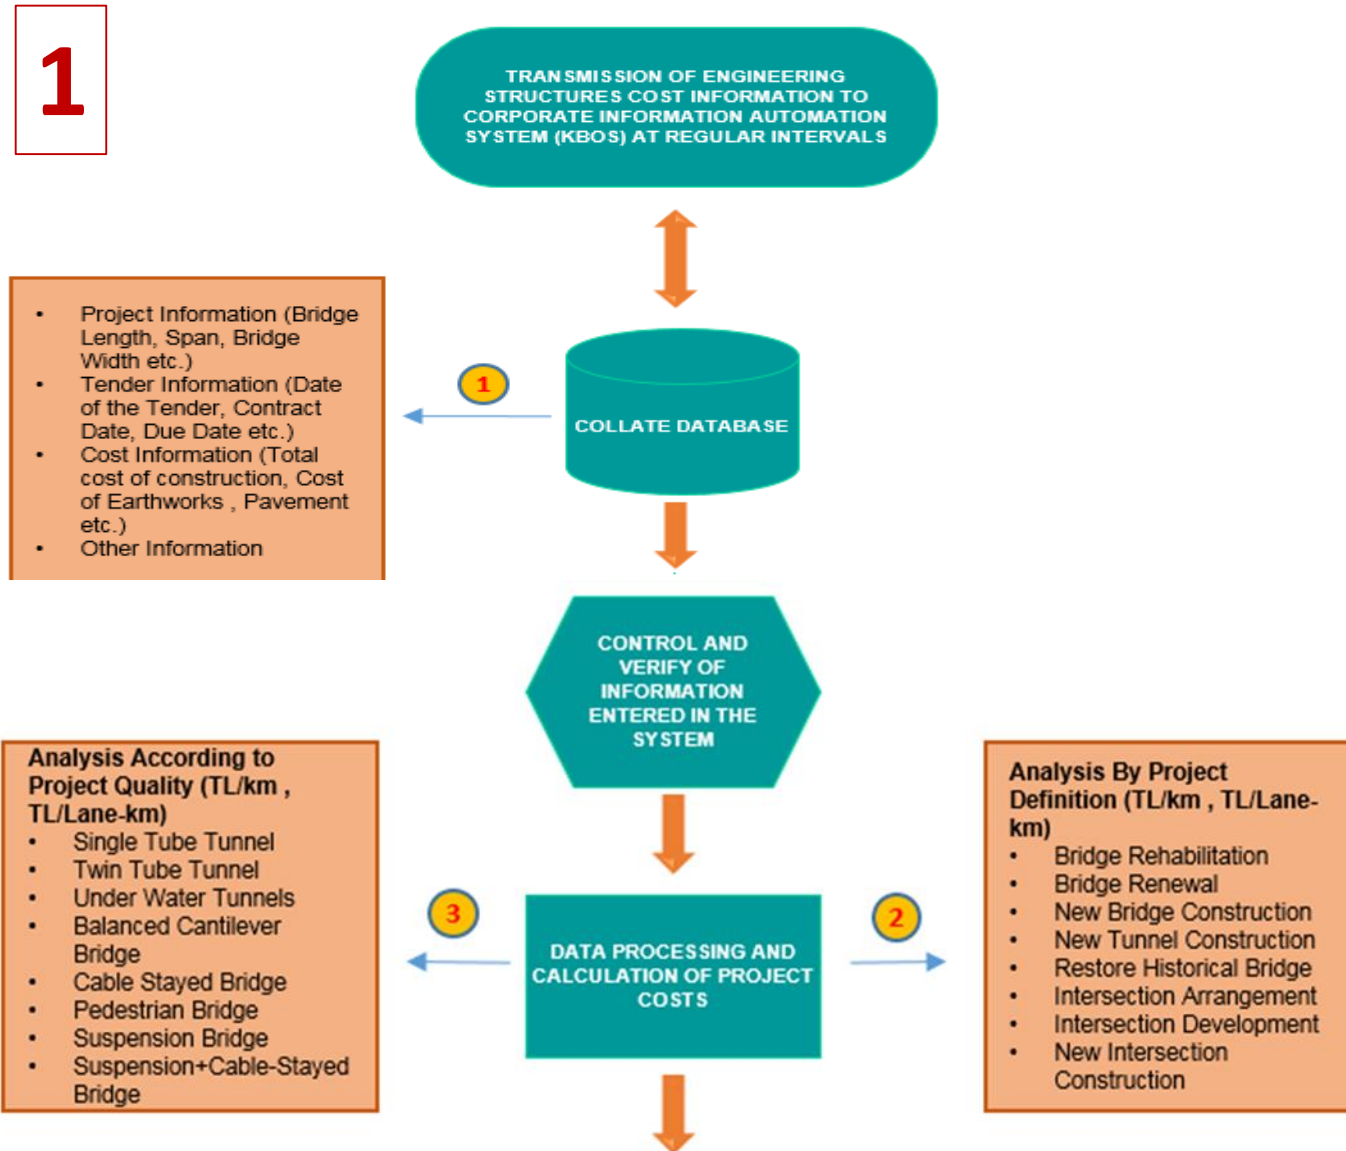 1
TRANSMISSION OF ENGINEERING
STRUCTURES COST INFORMATION TO
CORPORATE INFORMATION AUTOMATION
SYSTEM (KBOS) AT REGULAR INTERVALS
• Project Information (Bridge
Length, Span, Bridge
Width etc.)
• Tender Information (Date
of the Tender, Contract
Date, Due Date etc.)
• Cost Information (Total
cost of construction, Cost
of Earthworks , Pavement
etc.)
• Other Information
1
COLLATE DATABASE
CONTROL AND
VERIFY OF
INFORMATION
ENTERED IN THE
SYSTEM
Analysis According to
Project Quality (TL/km ,
TL/Lane-km)
• Single Tube Tunnel
• Twin Tube Tunnel
• Under Water Tunnels
• Balanced Cantilever
Bridge
• Cable Stayed Bridge
• Pedestrian Bridge
• Suspension Bridge
• Suspension+Cable-Stayed
Bridge
3
DATA PROCESSING AND
CALCULATION OF PROJECT
COSTS
2
Analysis By Project
Definition (TL/km , TL/Lane-
km)
• Bridge Rehabilitation
• Bridge Renewal
• New Bridge Construction
• New Tunnel Construction
• Restore Historical Bridge
• Intersection Arrangement
• Intersection Development
• New Intersection
Construction